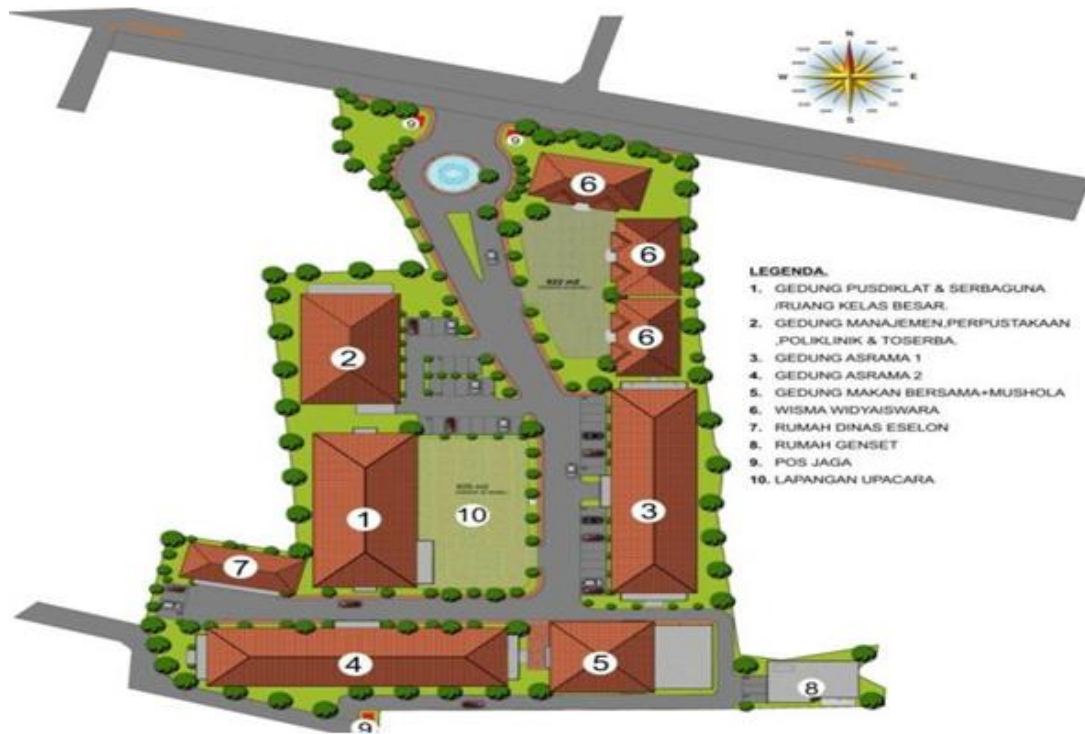 N
W
E
S
9
9
6
6
6
922 m2
2
1
10
3
7
4
5
8
9
LEGENDA.
1. GEDUNG PUSDIKLAT & SERBAGUNA
/RUANG KELAS BESAR.
2. GEDUNG MANAJEMEN,PERPUSTAKAAN
,POLIKLINIK & TOSERBA.
3. GEDUNG ASRAMA 1
4. GEDUNG ASRAMA 2
5. GEDUNG MAKAN BERSAMA+MUSHOLA
6. WISMA WIDYAISWARA
7. RUMAH DINAS ESELON
8. RUMAH GENSET
9. POS JAGA
10. LAPANGAN UPACARA